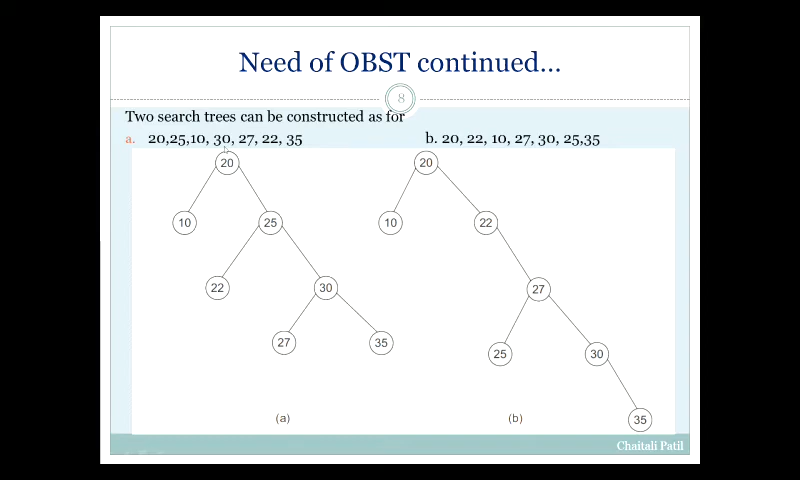 Need of OBST continued...
8
Two search trees can be constructed as for
a. 20,25,10, 30, 27, 22, 35
b. 20, 22, 10, 27, 30, 25,35
20
10 25
22 30
27 35
(a)
20
10 22
27
25 30
35
(b)
Chaitali Patil